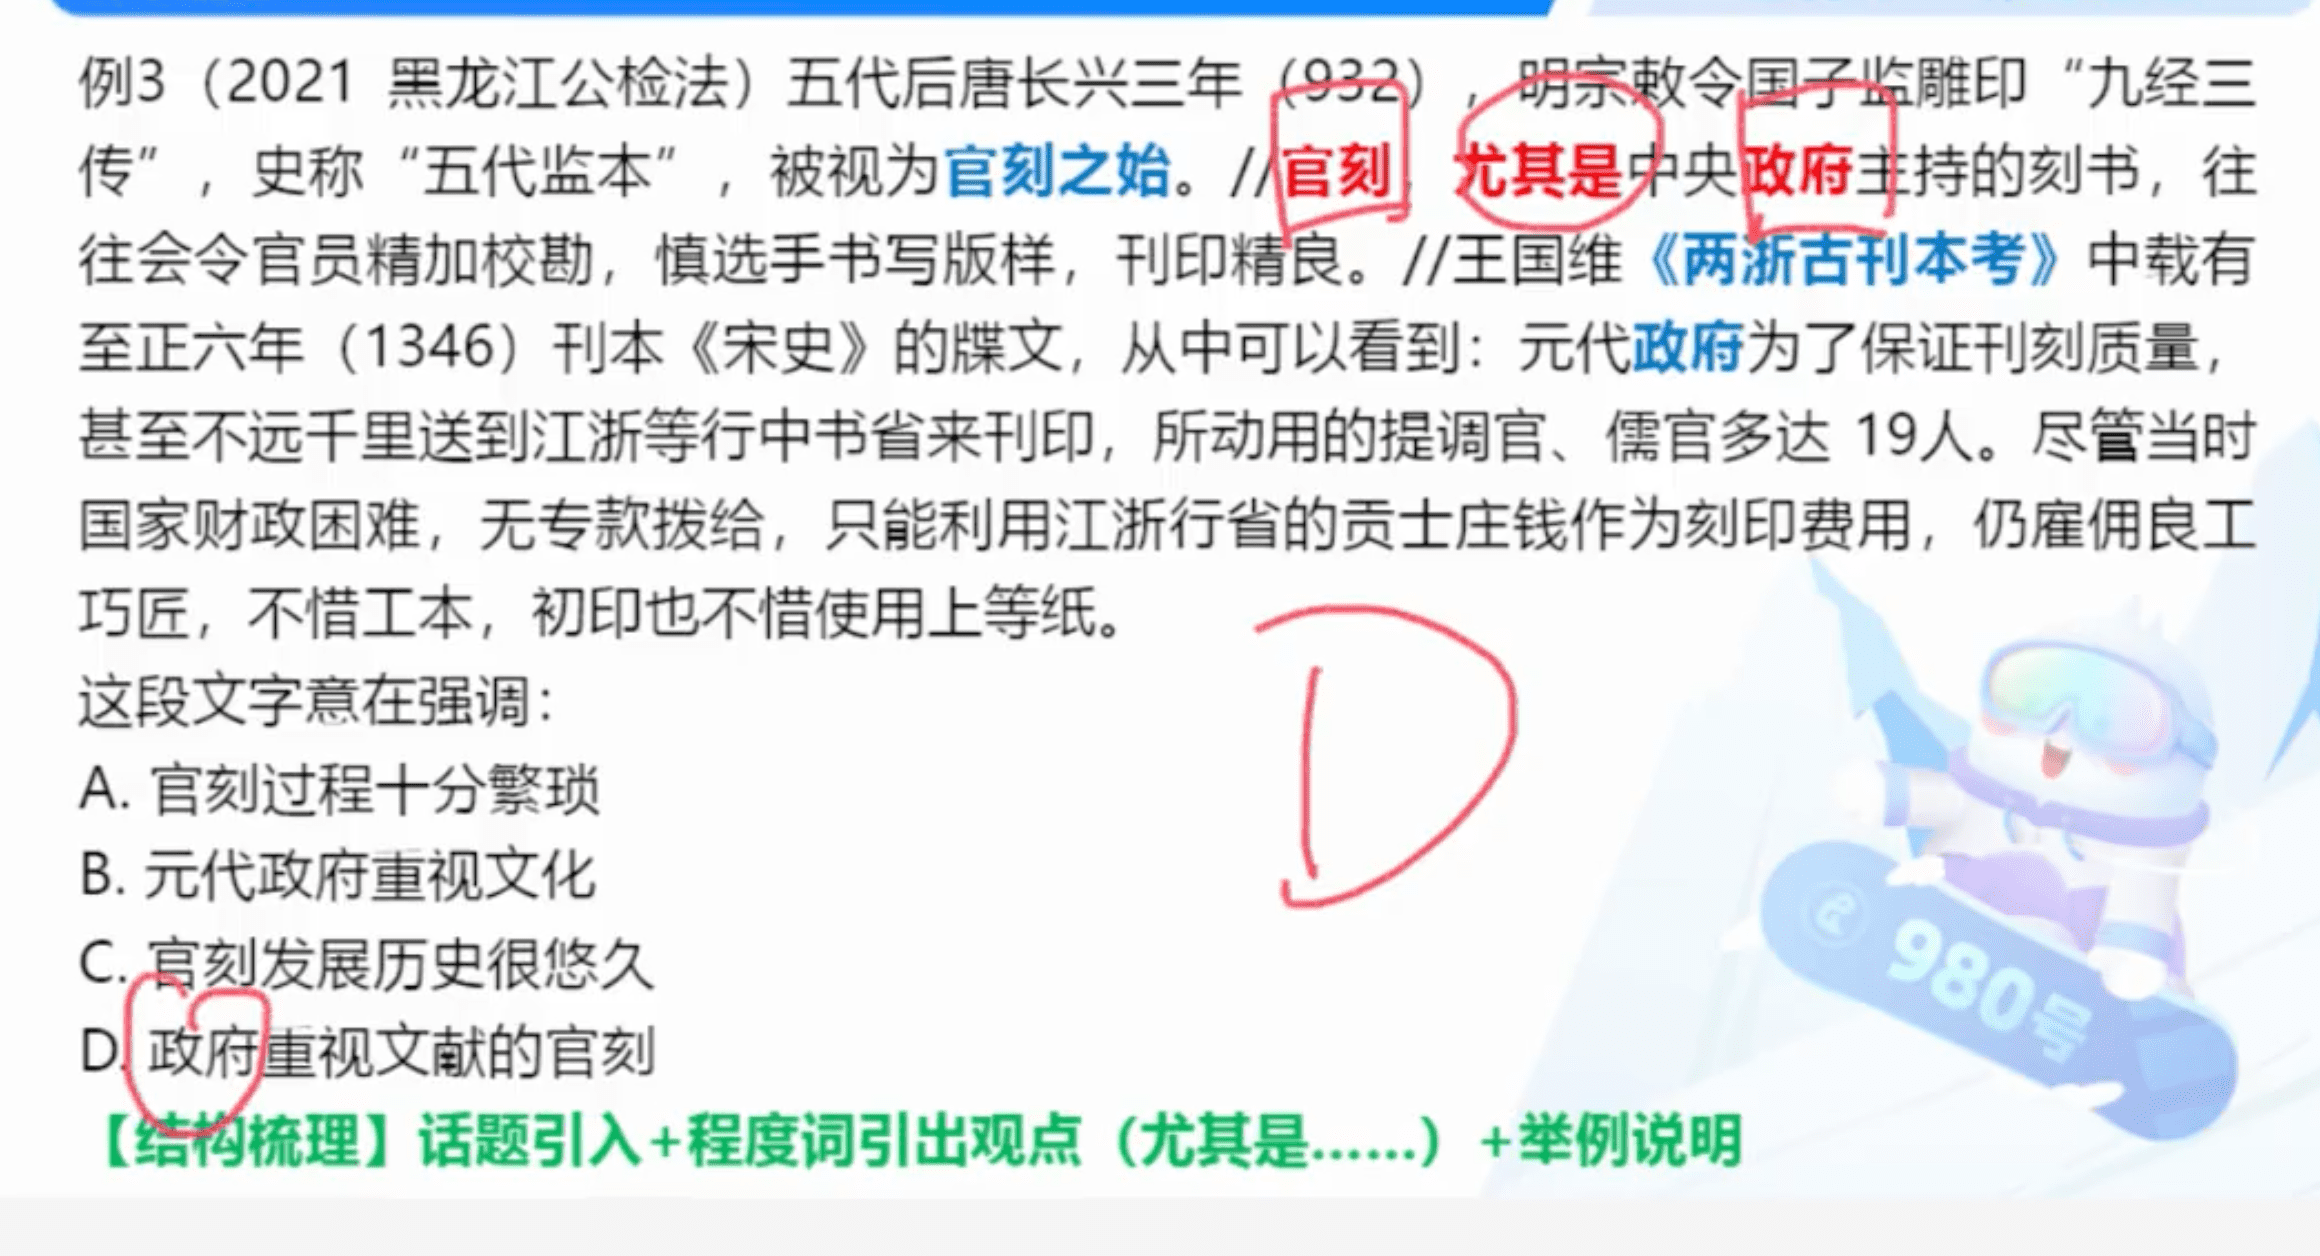 例3（2021 黑龙江公检法）五代后唐长兴三年（932），明宗敕令国子监雕印“九经三
传”，史称“五代监本”，被视为官刻之始。//官刻，尤其是中央政府主持的刻书，往
往会令官员精加校勘，慎选手书写版样，刊印精良。//王国维《两浙古刊本考》中载有
至正六年（1346）刊本《宋史》的牒文，从中可以看到：元代政府为了保证刊刻质量，
甚至不远千里送到江浙等行中书省来刊印，所动用的提调官、儒官多达 19人。尽管当时
国家财政困难，无专款拨给，只能利用江浙行省的贡士庄钱作为刻印费用，仍雇佣良工
巧匠，不惜工本，初印也不惜使用上等纸。
这段文字意在强调：
D
A. 官刻过程十分繁琐
B. 元代政府重视文化
C. 官刻发展历史很悠久
D. 政府重视文献的官刻
980号
【结构梳理】话题引入+程度词引出观点（尤其是……）+举例说明